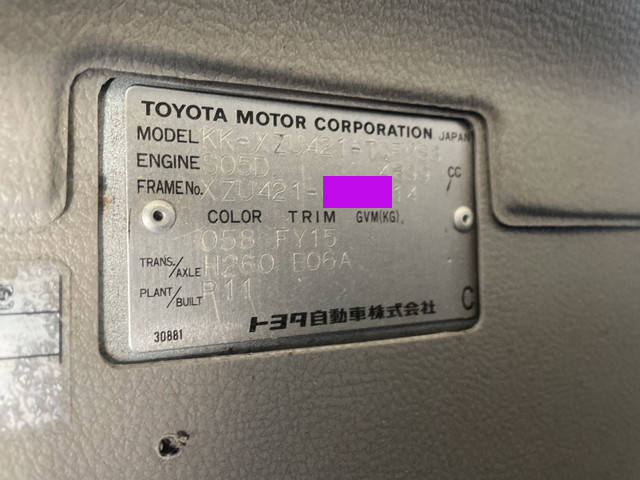 TOYOTA MOTOR CORPORATION JAPAN
MODEL KK-XZU421-
ENGINE S05D CC
FRAME No. XZU421- 14
COLOR TRIM GVM(KG).
058 FY15
TRANS./AXLE H260 E06A
PLANT/BUILT P11
トヨタ自動車株式会社 C
30881